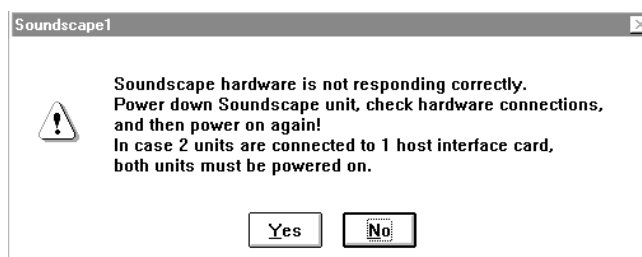 Soundscape1
Soundscape hardware is not responding correctly.
Power down Soundscape unit, check hardware connections,
and then power on again!
In case 2 units are connected to 1 host interface card,
both units must be powered on.
Yes No